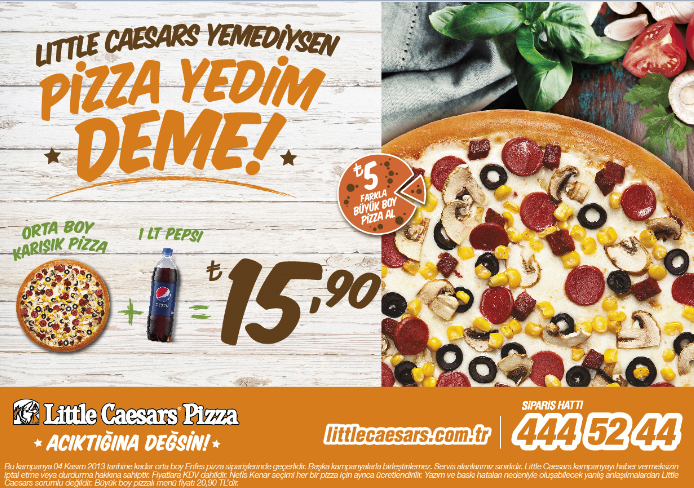 LITTLE CAESARS YEMEDİYSEN
PİZZA YEDİM
DEME!
₺5
FARKLA
BÜYÜK BOY
PİZZA AL
ORTA BOY
KARIŞIK PİZZA
1 LT PEPSI
+
=
₺15,90
pepsi
Little Caesars Pizza
ACIKTIĞINA DEĞSİN!
littlecaesars.com.tr
SİPARİŞ HATTI
444 52 44
Bu kampanya 04 Kasım 2013 tarihine kadar orta boy Enfes pizza siparişlerinde geçerlidir. Başka kampanyalarla birleştirilemez. Servis alanlarımız sınırlıdır. Little Caesars kampanyayı haber vermeksizin
iptal etme veya durdurma hakkına sahiptir. Fiyatlara KDV dahildir. Nefis Kenar seçimi her bir pizza için ayrıca ücretlendirilir. Yazım ve baskı hataları nedeniyle oluşabilecek yanlış anlaşılmalardan Little
Caesars sorumlu değildir. Büyük boy pizzalı menü fiyatı 20,90 TL'dir.